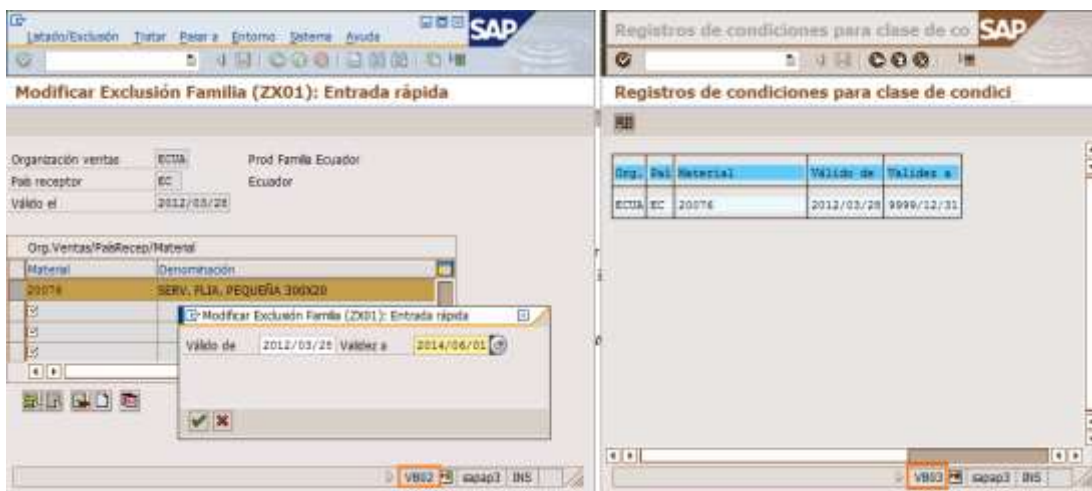 Listado/Exclusión Tratar Pasar a Entorno Sistema Ayuda
SAP
Modificar Exclusión Familia (ZX01): Entrada rápida
Organización ventas ECUA Prod Familia Ecuador
País receptor EC Ecuador
Válido el 2012/03/28
Org.Ventas/PaísRecep/Material
Material Denominación
20076 SERV. FLIA. PEQUEÑA 300X20
Modificar Exclusión Familia (ZX01): Entrada rápida
Válido de 2012/03/28 Validez a 2014/06/01
VB02 sapap3 INS
Registros de condiciones para clase de co
SAP
Registros de condiciones para clase de condici
Org. Paí Material Válido de Validez a
ECUA EC 20076 2012/03/28 9999/12/31
VB03 sapap3 INS